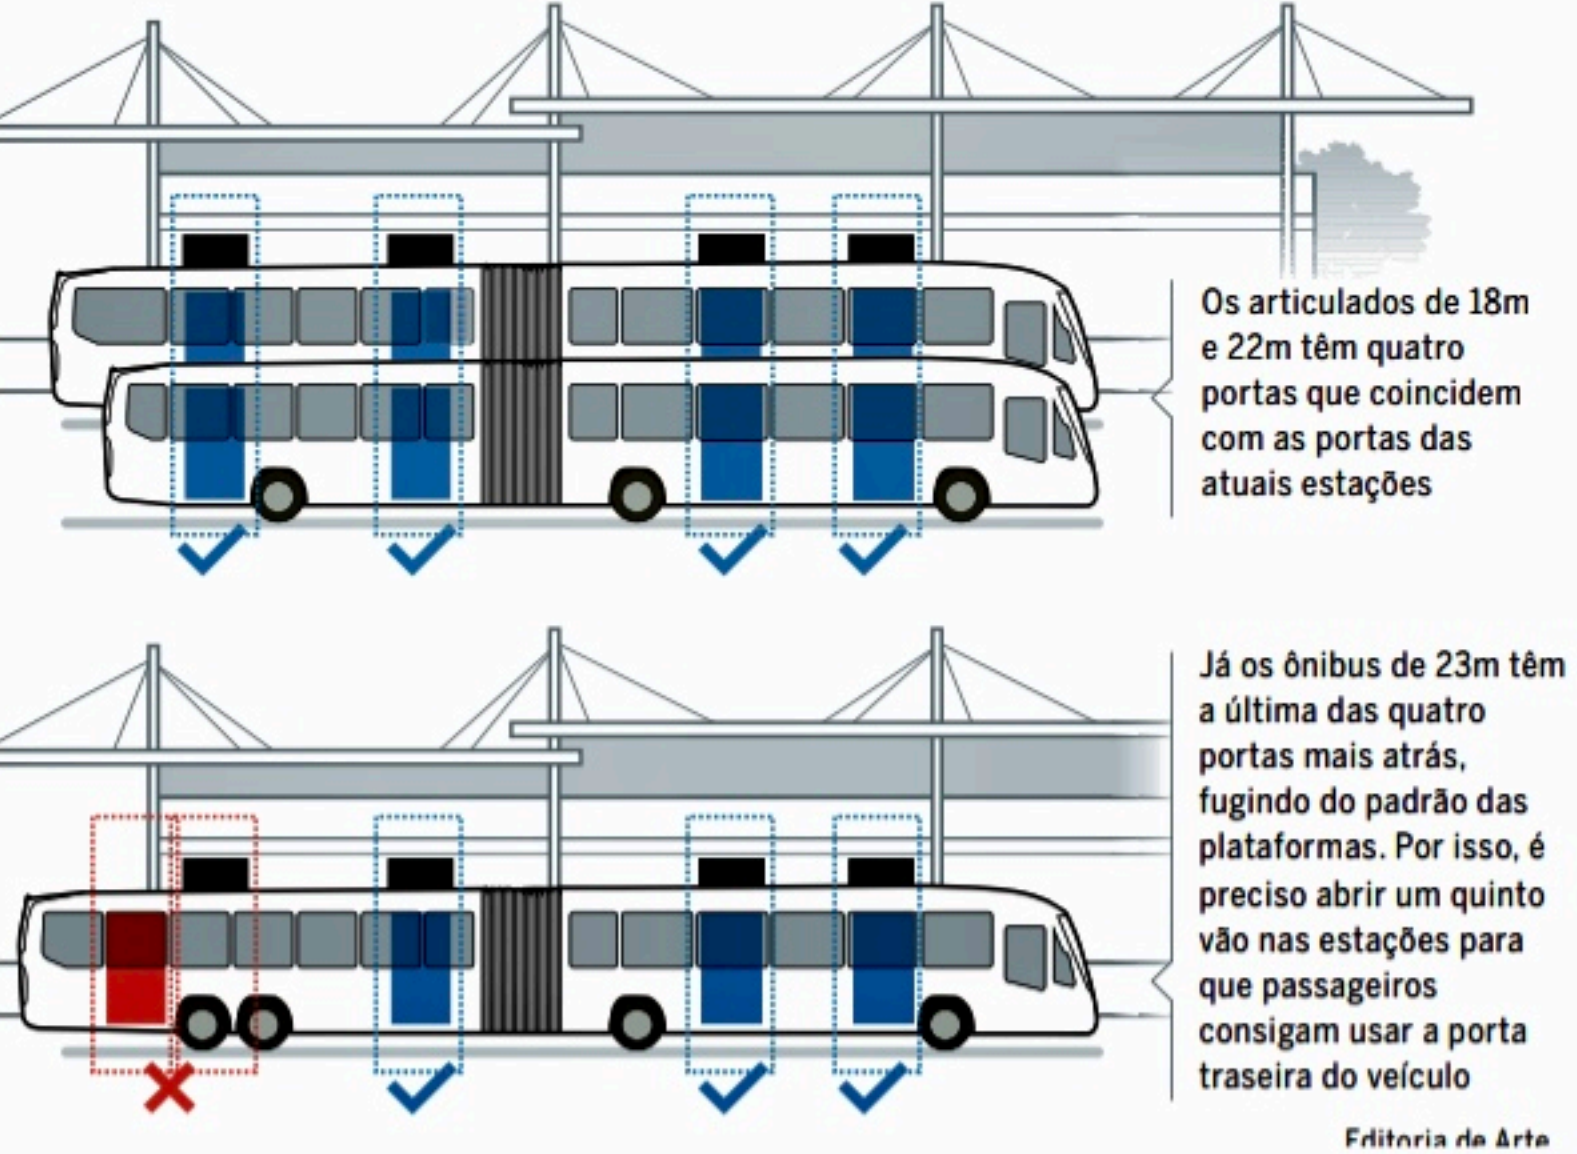 Os articulados de 18m
e 22m têm quatro
portas que coincidem
com as portas das
atuais estações
Já os ônibus de 23m têm
a última das quatro
portas mais atrás,
fugindo do padrão das
plataformas. Por isso, é
preciso abrir um quinto
vão nas estações para
que passageiros
consigam usar a porta
traseira do veículo
Editoria de Arte